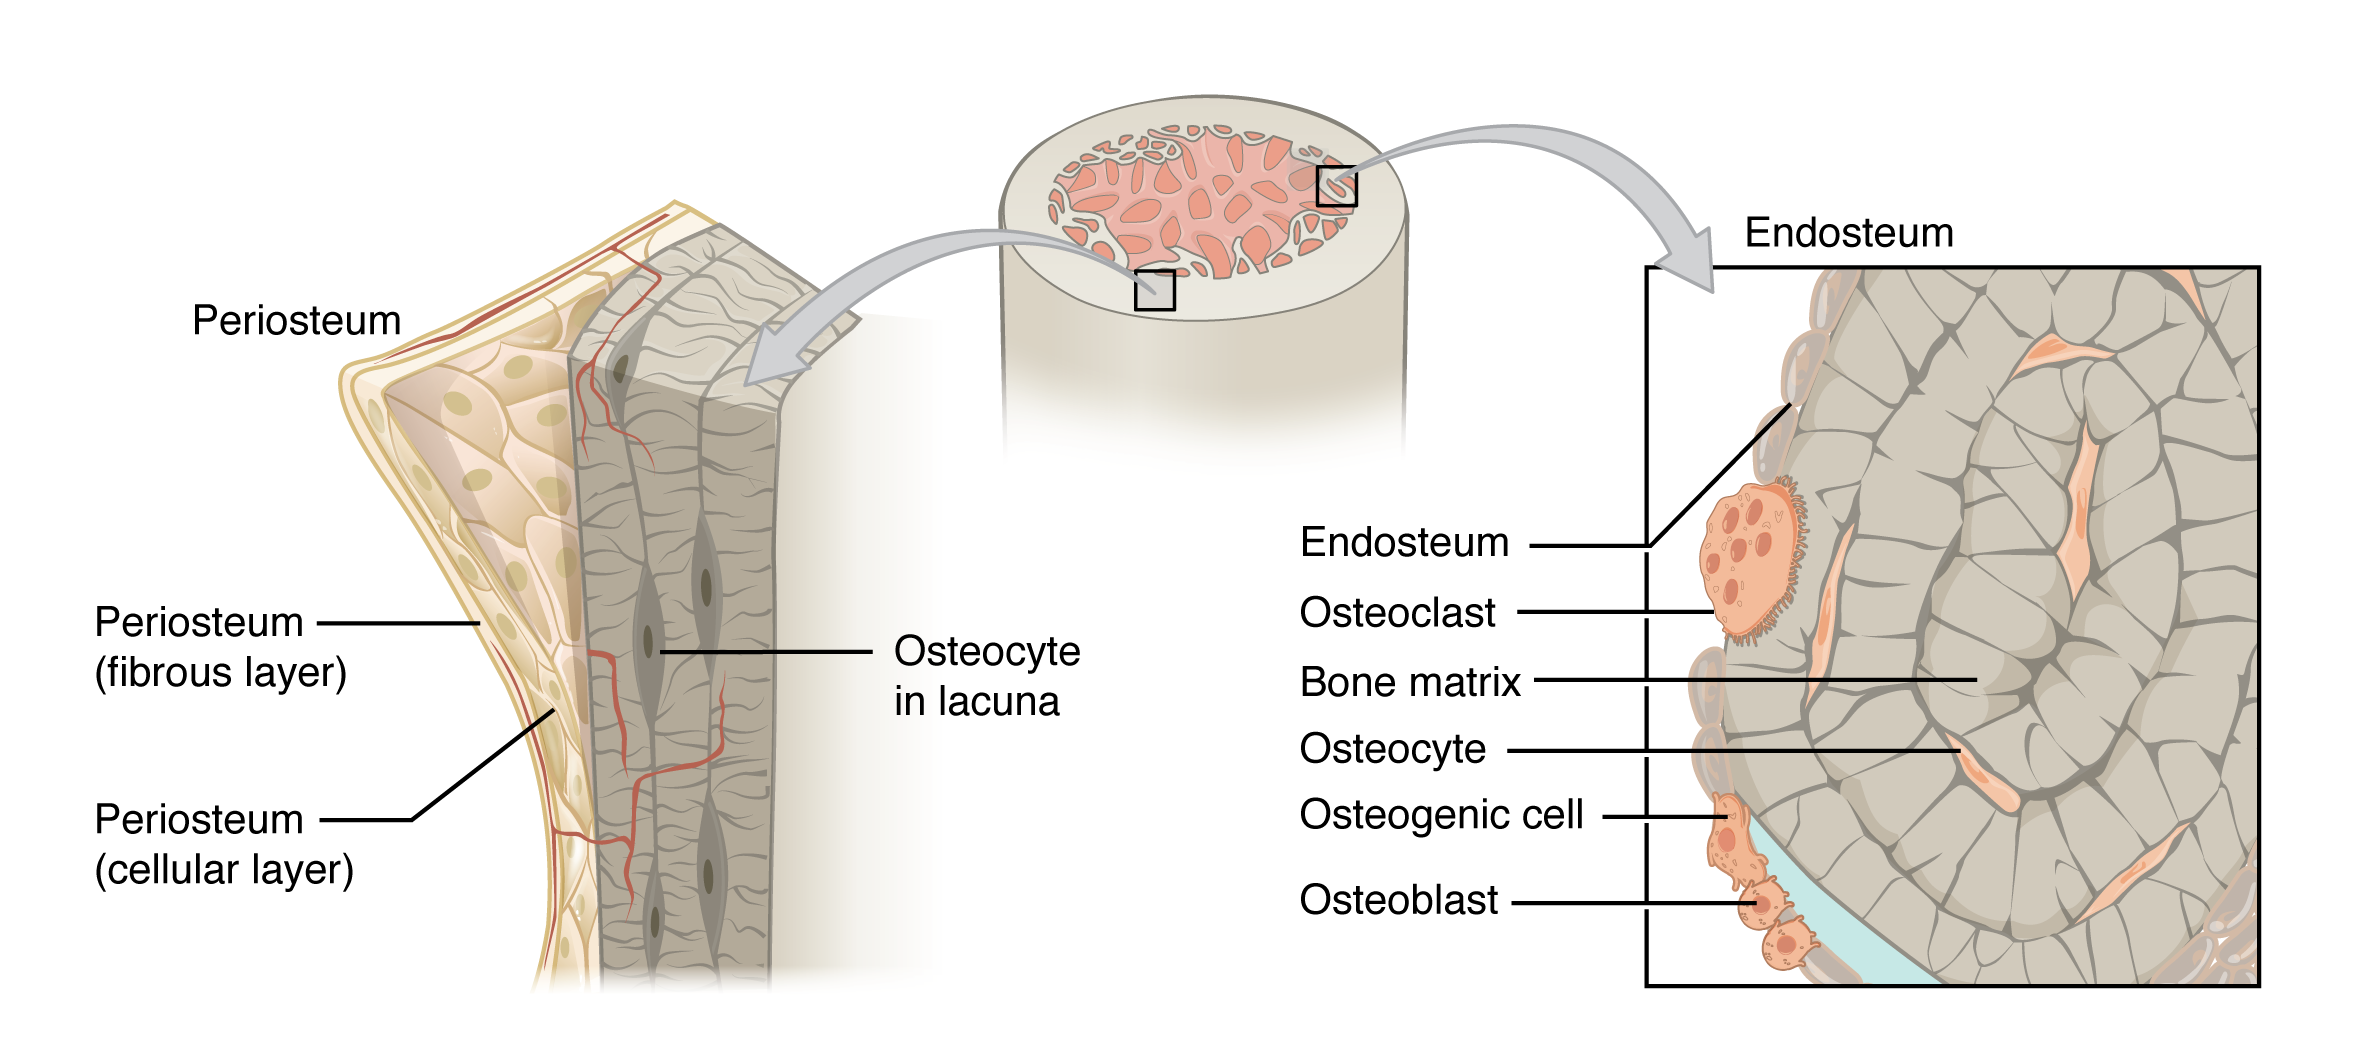 Periosteum
Periosteum
(fibrous layer)
Periosteum
(cellular layer)
Osteocyte
in lacuna
Endosteum
Endosteum
Osteoclast
Bone matrix
Osteocyte
Osteogenic cell
Osteoblast